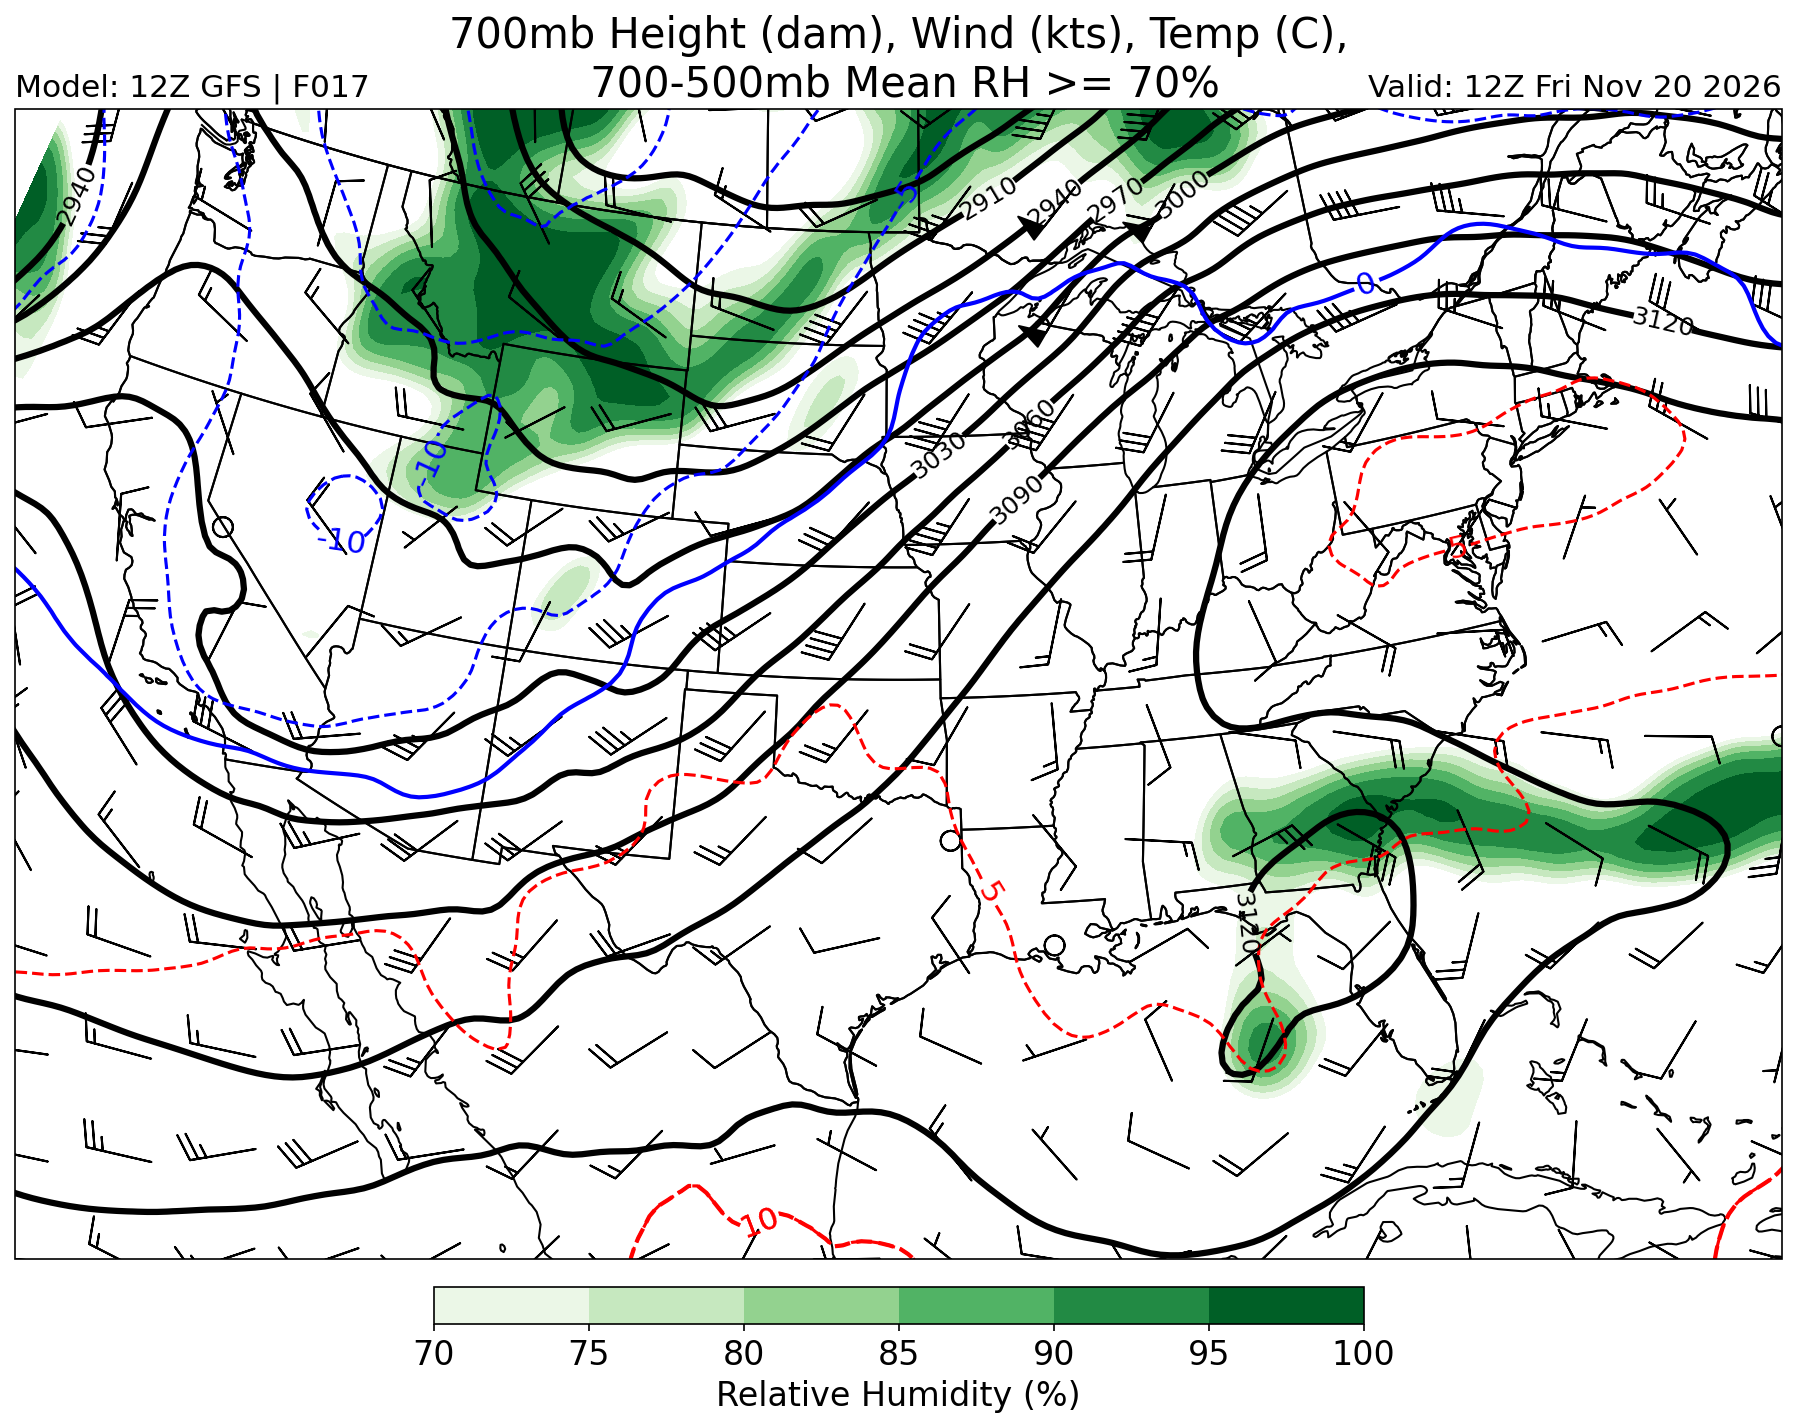 700mb Height (dam), Wind (kts), Temp (C),
700-500mb Mean RH >= 70%
Model: 12Z GFS | F017
Valid: 12Z Fri Nov 20 2026
2940
2910
2940
2970
3000
-5
0
3120
3060
3030
3090
-10
-10
5
5
3120
10
70 75 80 85 90 95 100
Relative Humidity (%)